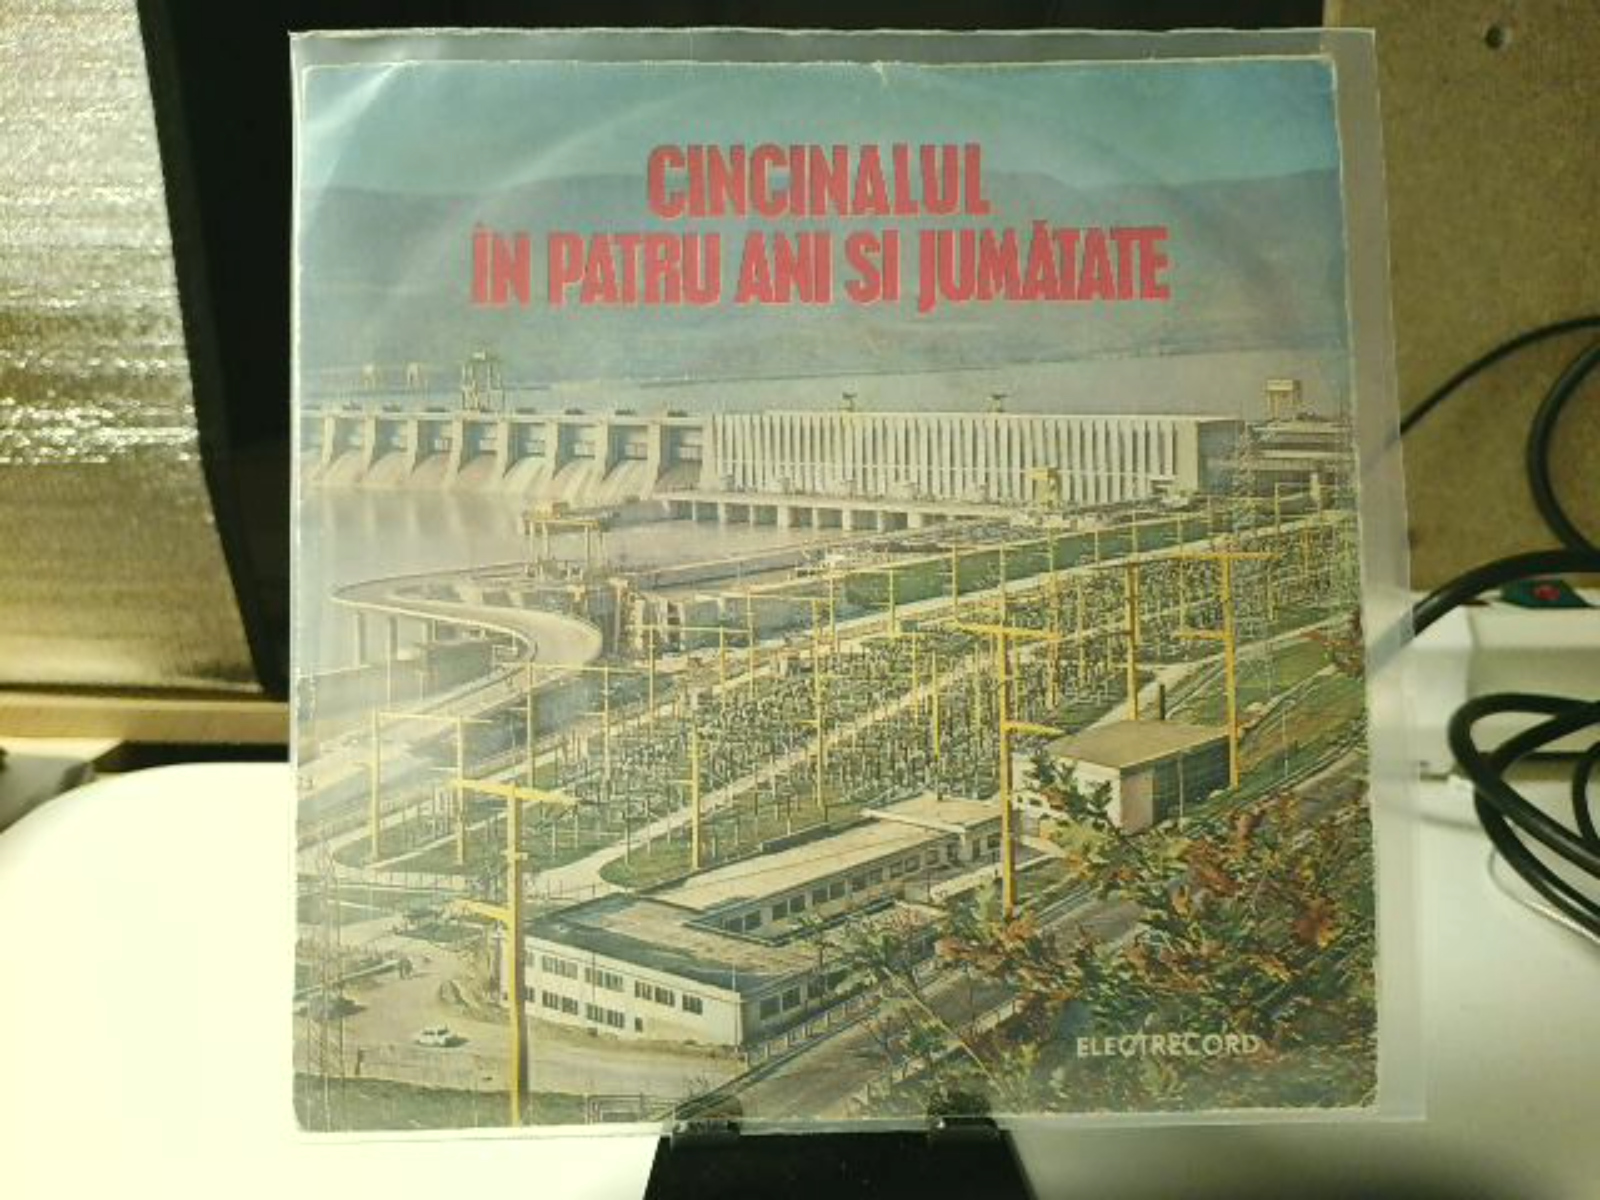 CINCINALUL
ÎN PATRU ANI SI JUMĂTATE
ELECTRECORD